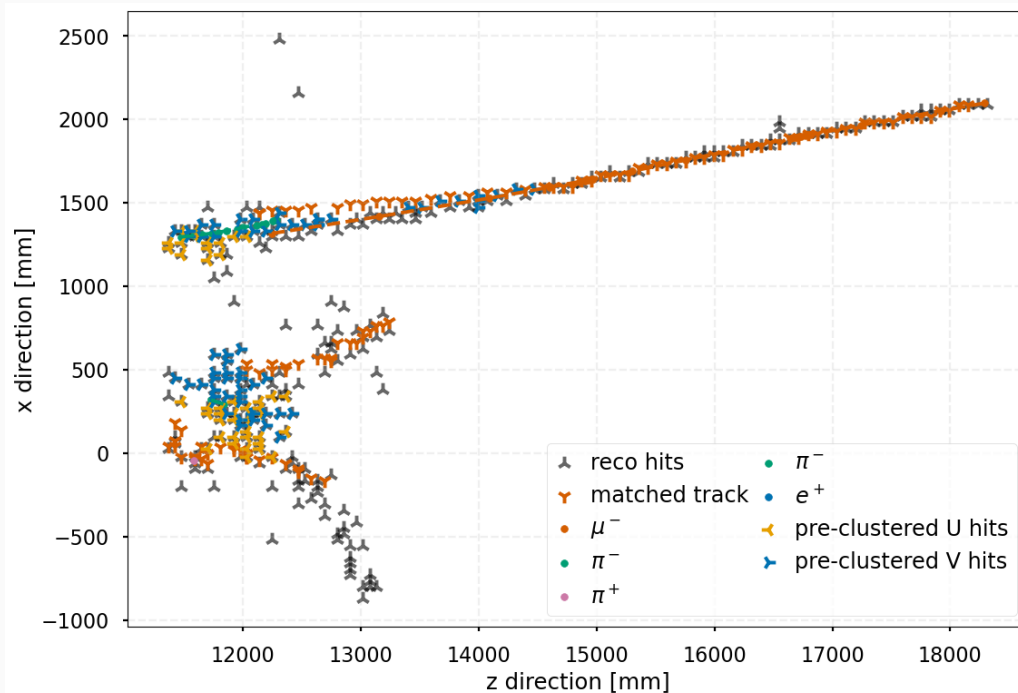 2500
2000
1500
1000
500
0
−500
−1000
x direction [mm]
12000 13000 14000 15000 16000 17000 18000
z direction [mm]
reco hits
matched track
μ⁻
π⁻
π⁺
π⁻
e⁺
pre-clustered U hits
pre-clustered V hits